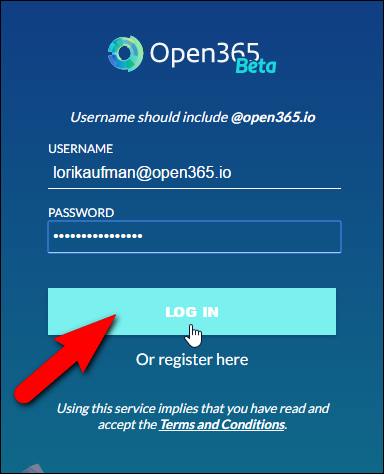 Open365
Beta
Username should include @open365.io
USERNAME
lorikaufman@open365.io
PASSWORD
••••••••••••••••
LOG IN
Or register here
Using this service implies that you have read and
accept the Terms and Conditions.